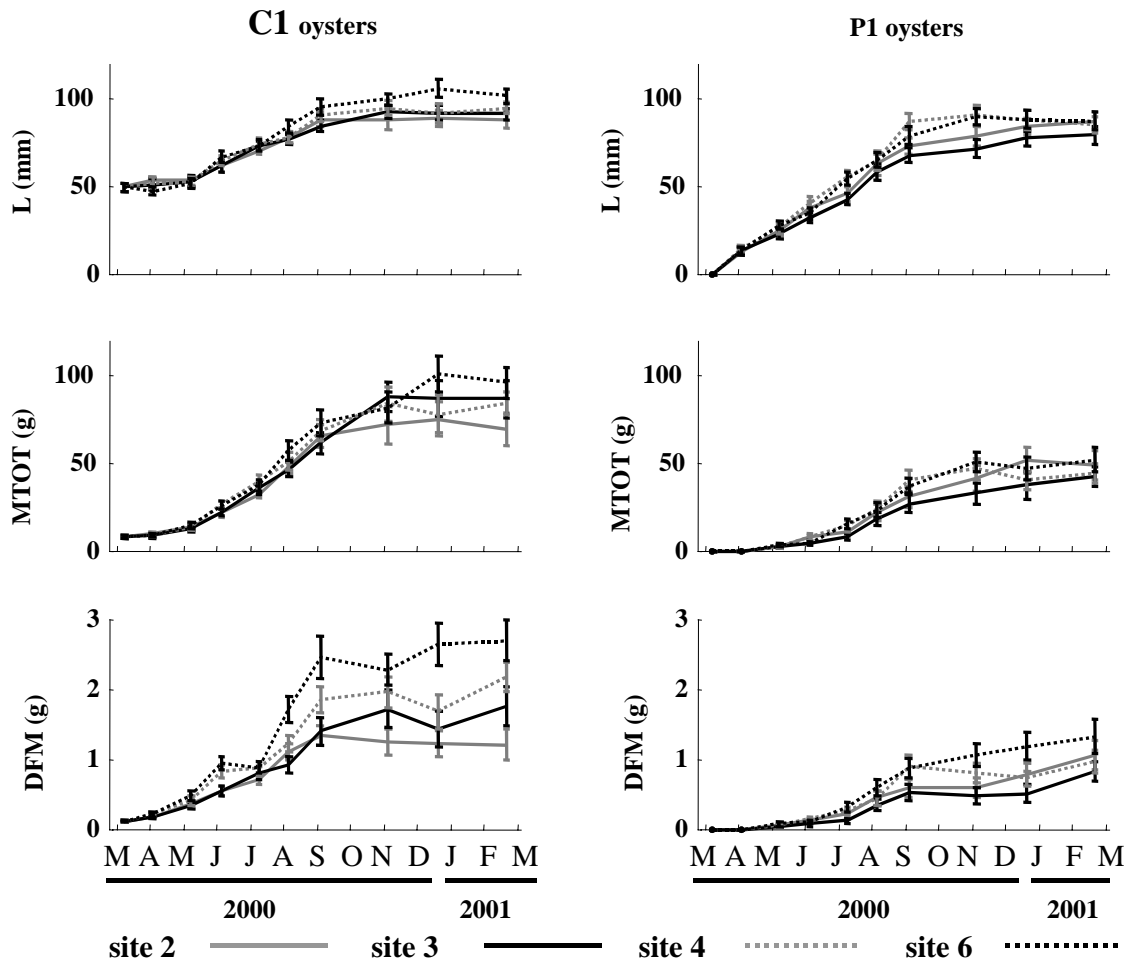 C1 oysters
P1 oysters
L (mm)
100
50
0
L (mm)
100
50
0
MTOT (g)
100
50
0
MTOT (g)
100
50
0
DFM (g)
3
2
1
0
M A M J J A S O N D J F M
DFM (g)
3
2
1
0
M A M J J A S O N D J F M
2000 2001
2000 2001
site 2 site 3 site 4 site 6